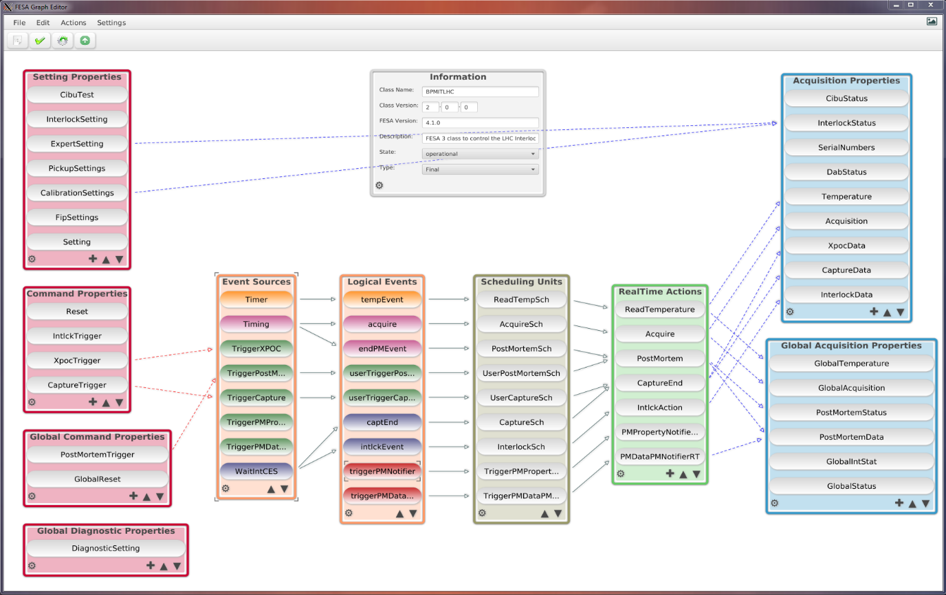 FESA Graph Editor
File Edit Actions Settings
Setting Properties
CibuTest
InterlockSetting
ExpertSetting
PickupSettings
CalibrationSettings
FipSettings
Setting
Information
Class Name: BPMITLHC
Class Version: 2 0 0
FESA Version: 4.1.0
Description: FESA 3 class to control the LHC Interloc
State: operational
Type: Final
Acquisition Properties
CibuStatus
InterlockStatus
SerialNumbers
DabStatus
Temperature
Acquisition
XpocData
CaptureData
InterlockData
Command Properties
Reset
IntlckTrigger
XpocTrigger
CaptureTrigger
Global Command Properties
PostMortemTrigger
GlobalReset
Global Diagnostic Properties
DiagnosticSetting
Event Sources
Timer
Timing
TriggerXPOC
TriggerPostM...
TriggerCapture
TriggerPMPro...
TriggerPMDat...
WaitIntCES
Logical Events
tempEvent
acquire
endPMEvent
userTriggerPos...
userTriggerCap...
captEnd
intlckEvent
triggerPMNotifier
triggerPMData...
Scheduling Units
ReadTempSch
AcquireSch
PostMortemSch
UserPostMortemSch
UserCaptureSch
CaptureSch
InterlockSch
TriggerPMPropert...
TriggerPMDataPM...
RealTime Actions
ReadTemperature
Acquire
PostMortem
CaptureEnd
IntlckAction
PMPropertyNotifie...
PMDataPMNotifierRT
Global Acquisition Properties
GlobalTemperature
GlobalAcquisition
PostMortemStatus
PostMortemData
GlobalIntStat
GlobalStatus